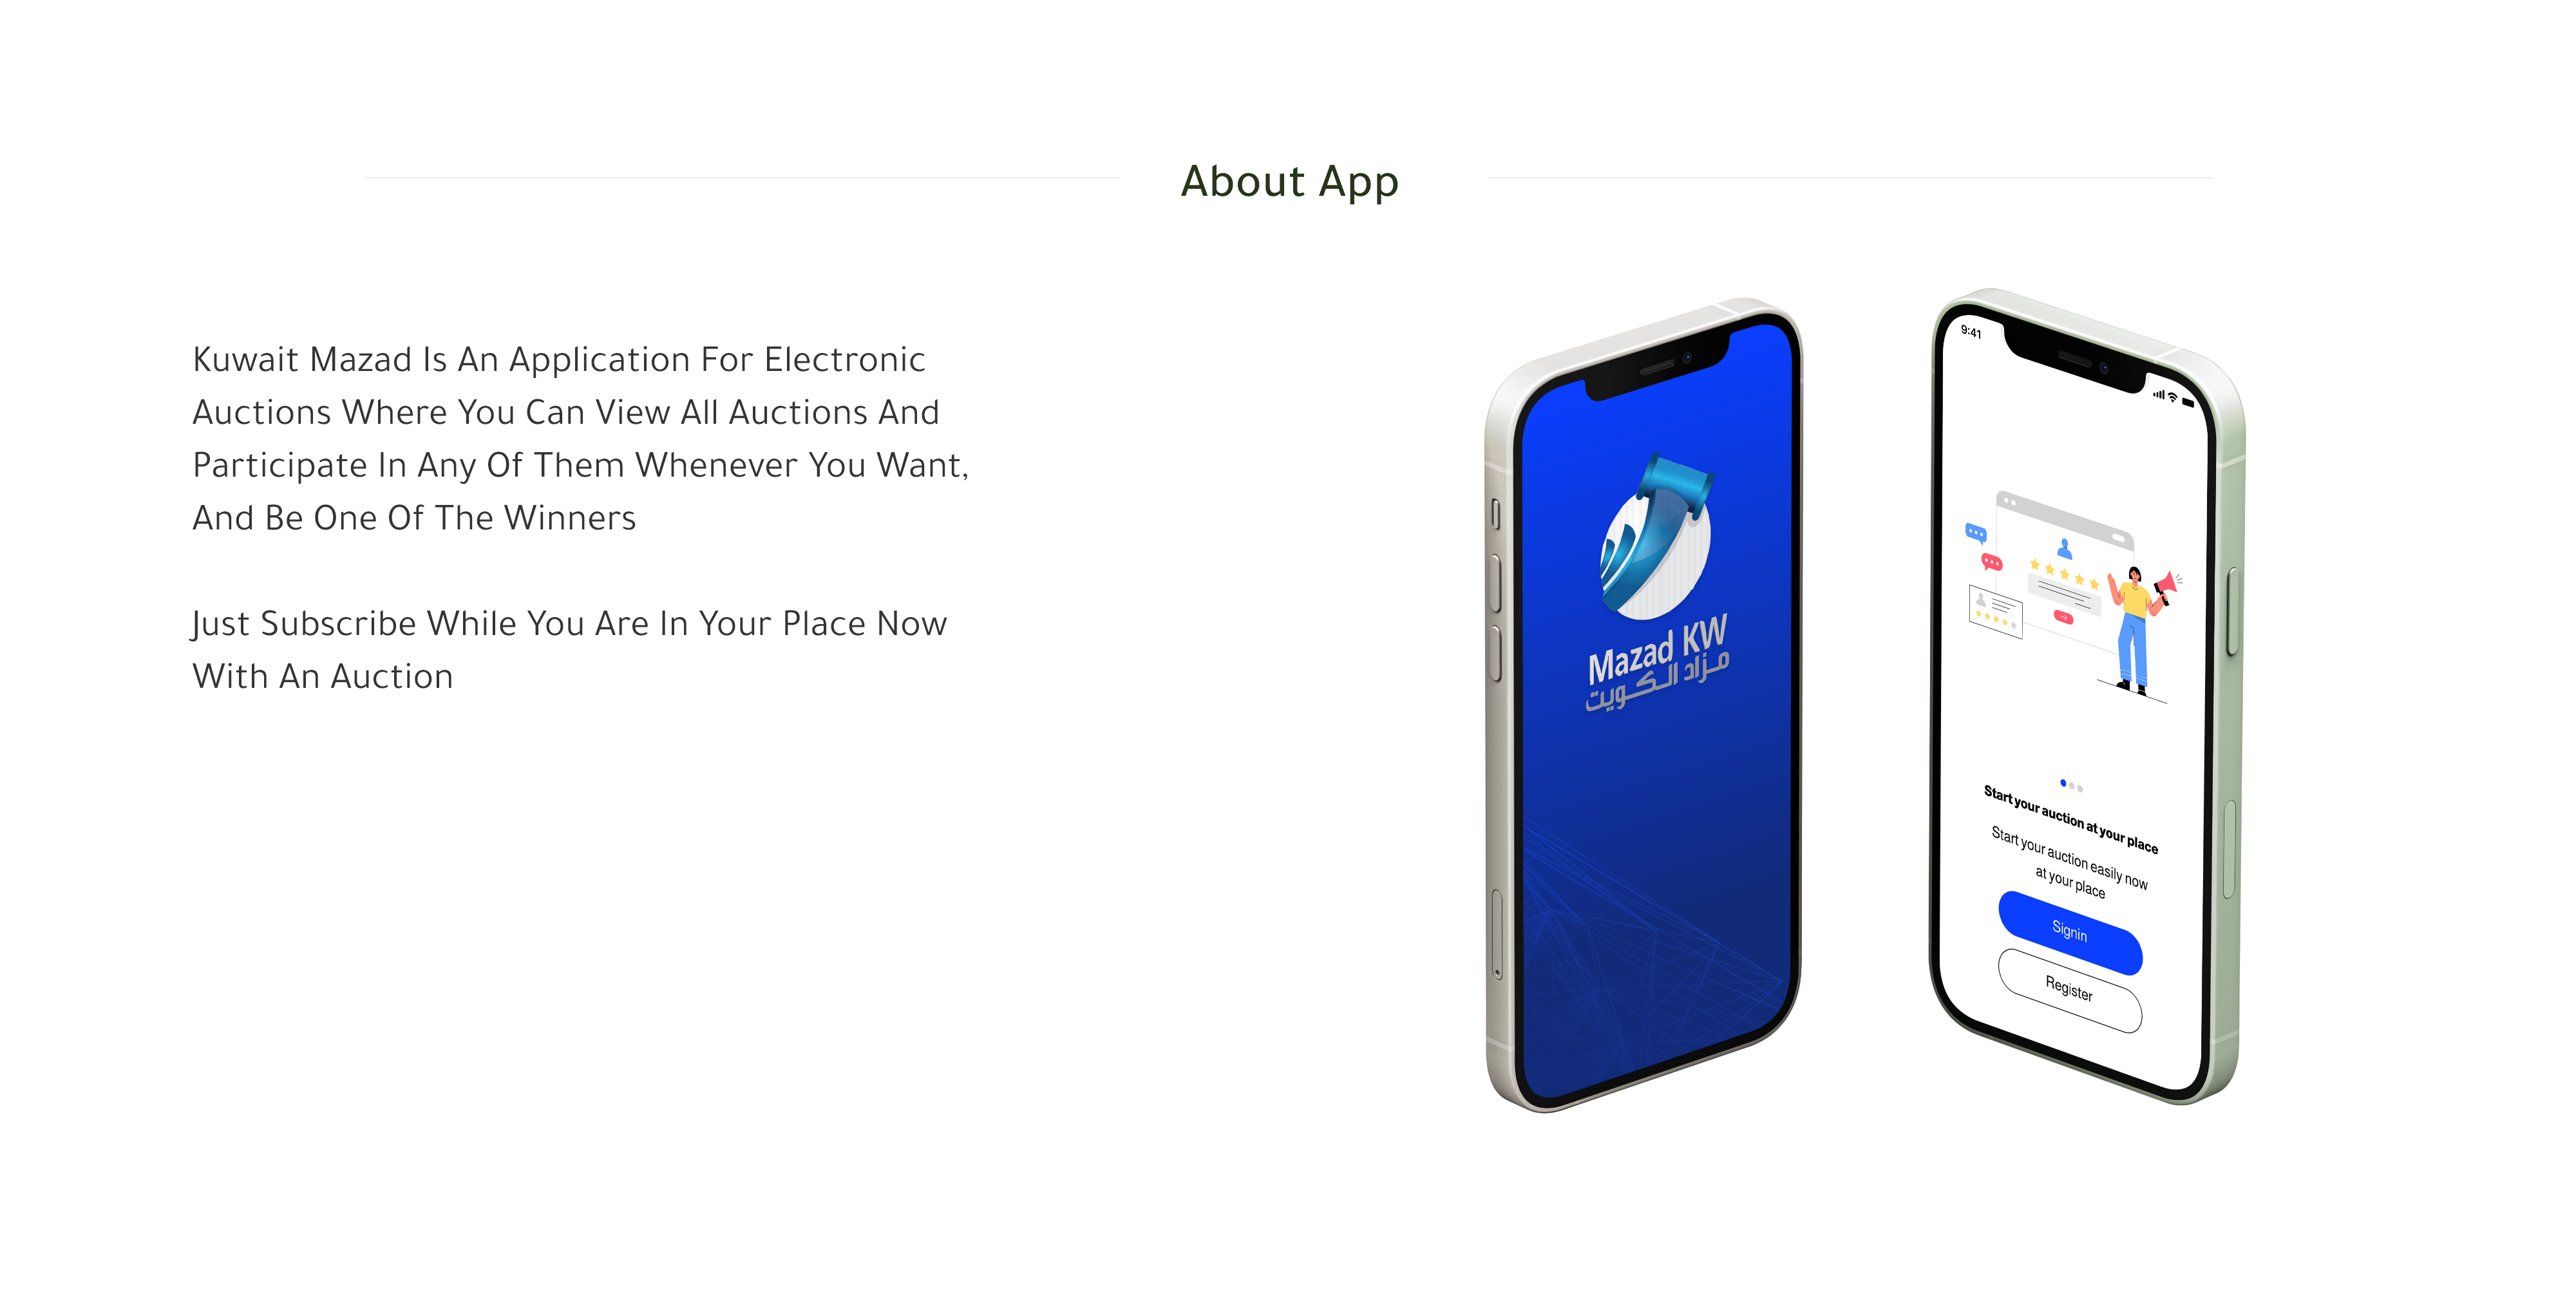 About App
Kuwait Mazad Is An Application For Electronic
Auctions Where You Can View All Auctions And
Participate In Any Of Them Whenever You Want,
And Be One Of The Winners
Just Subscribe While You Are In Your Place Now
With An Auction
Mazad KW
مزاد الكويت
9:41
Start your auction at your place
Start your auction easily now
at your place
Signin
Register